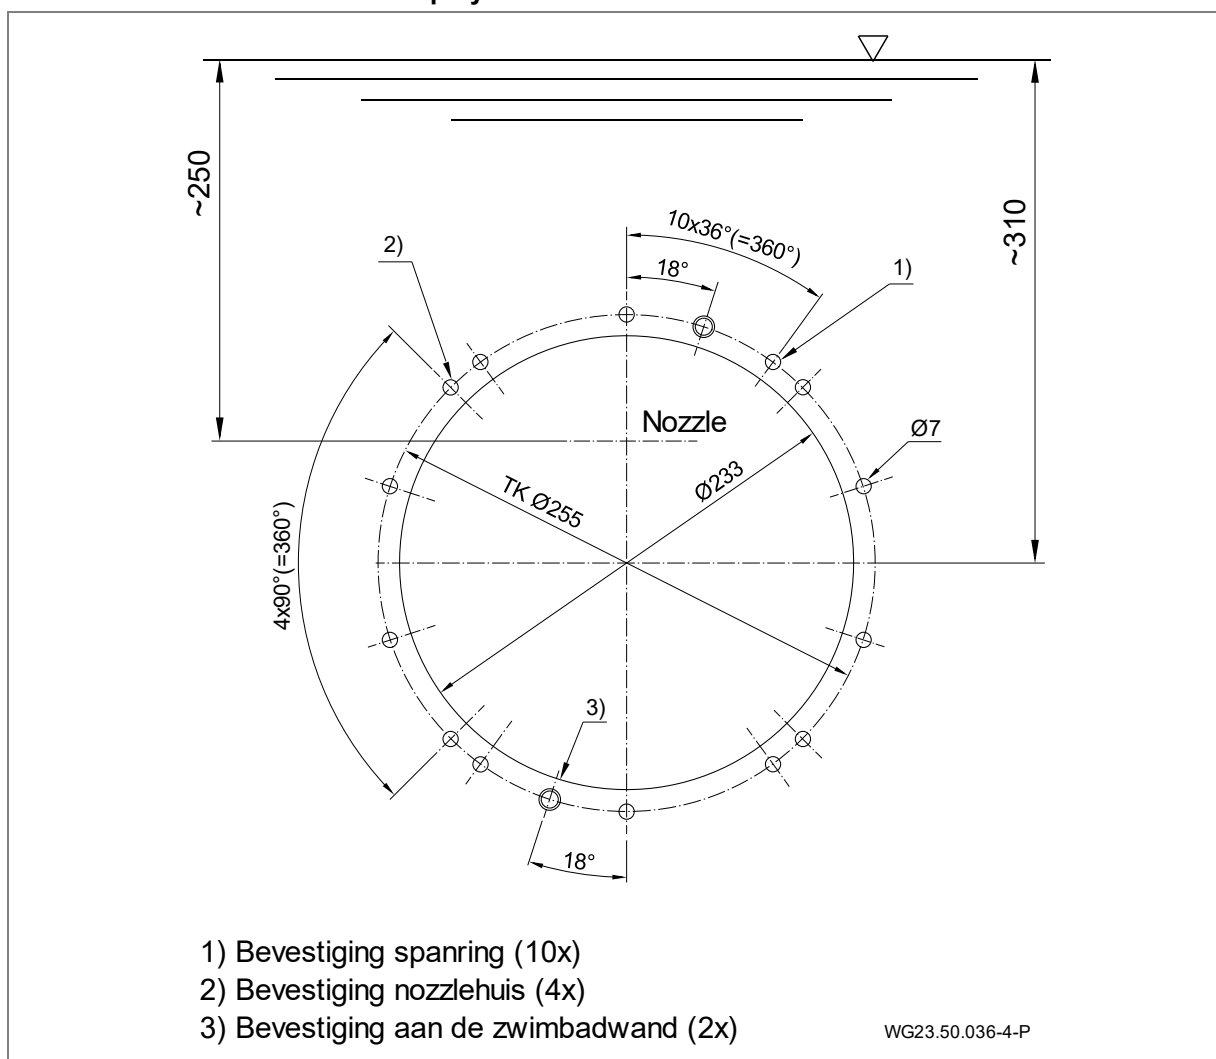 ~250
~310
10x36°(=360°)
2)
18°
1)
Nozzle
Ø7
Ø233
TK Ø255
4x90°(=360°)
3)
18°
1) Bevestiging spanring (10x)
2) Bevestiging nozzlehuis (4x)
3) Bevestiging aan de zwimbadwand (2x)
WG23.50.036-4-P